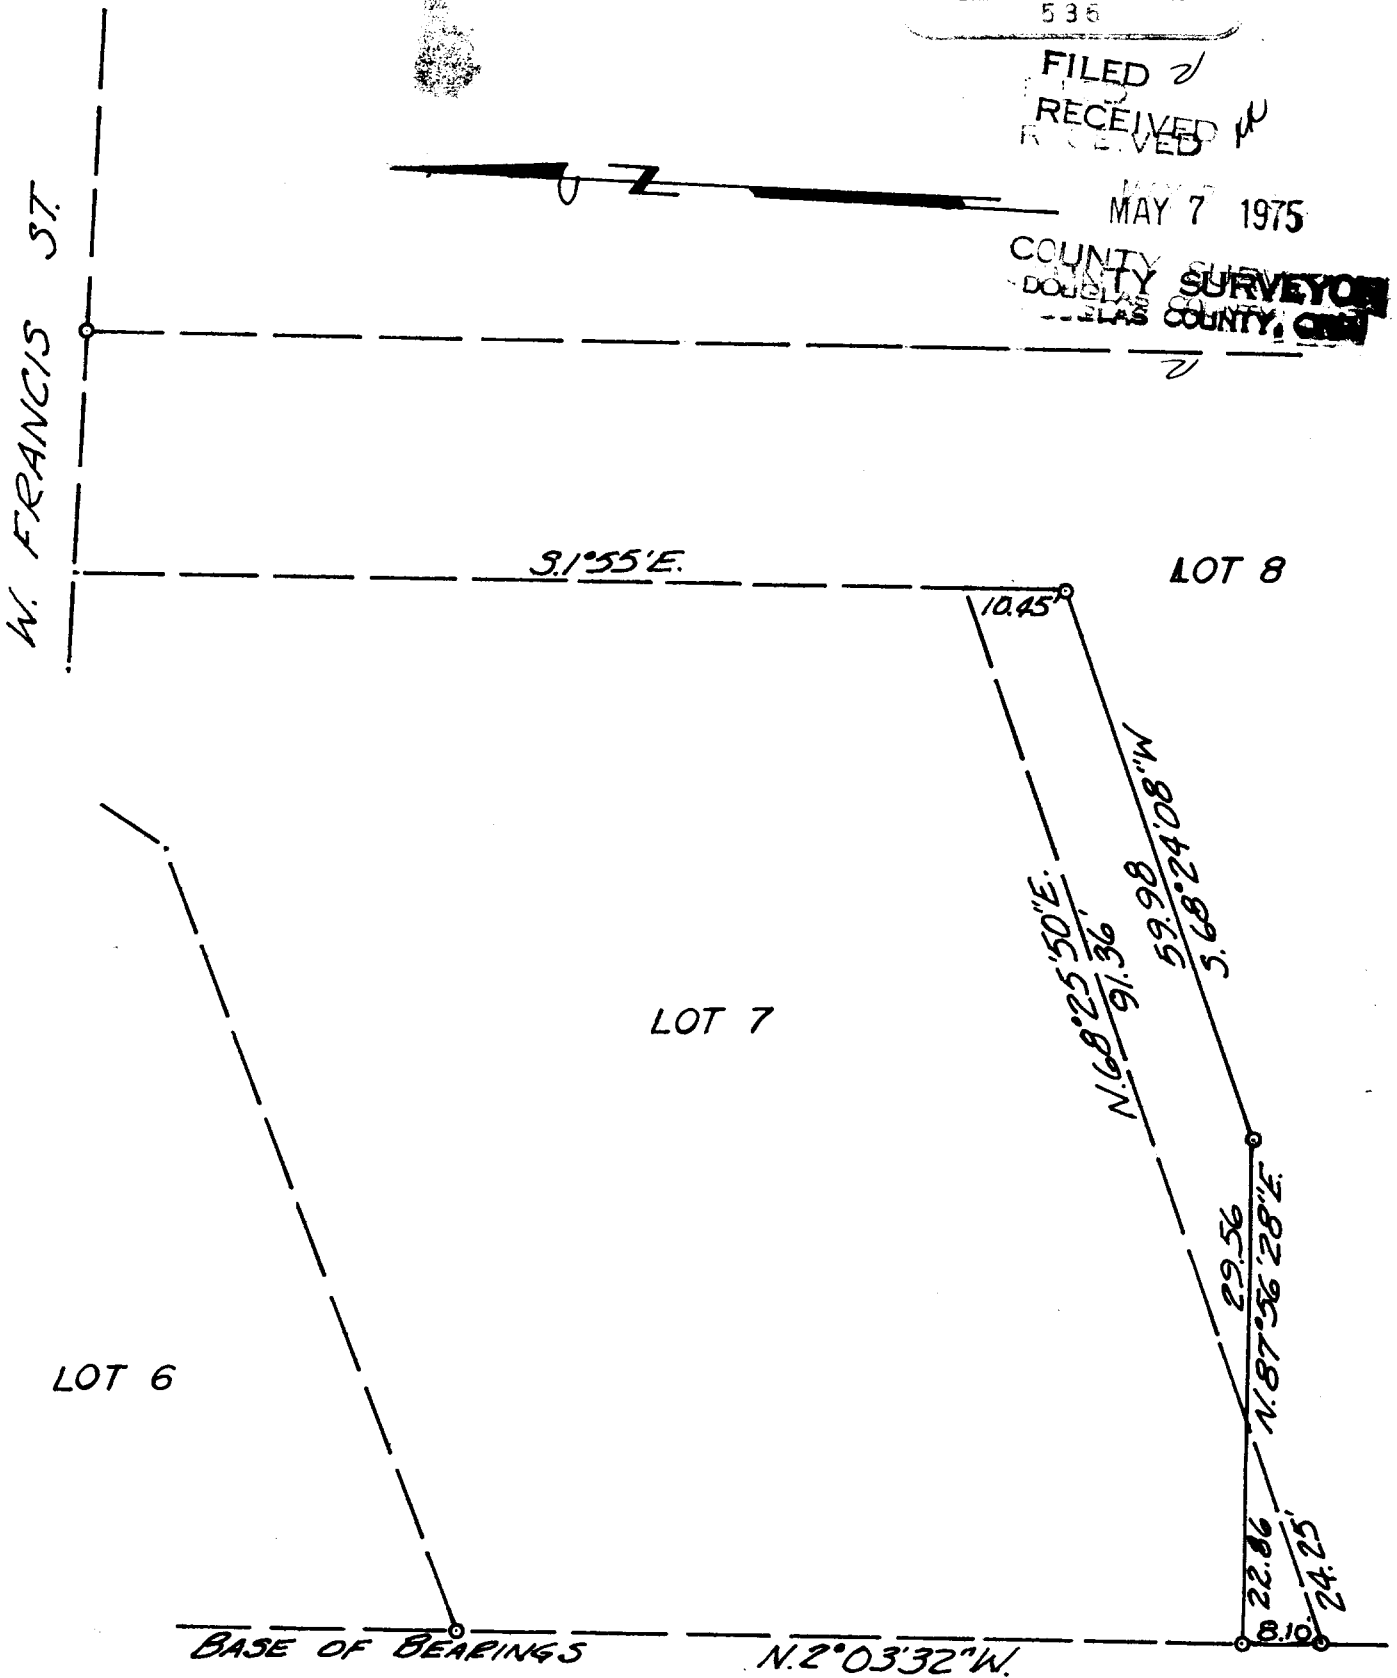 536
FILED
RECEIVED
RECEIVED
MAY 7 1975
COUNTY SURVEYOR
DOUGLAS COUNTY
W. FRANCIS ST.
N
S.1°55'E.
10.45'
LOT 8
59.98
S.68°24'08"W
N.68°25'50"E.
91.36'
LOT 7
29.56
N.87°56'28"E.
LOT 6
22.86
24.25'
8.10
BASE OF BEARINGS
N.2°03'32"W.